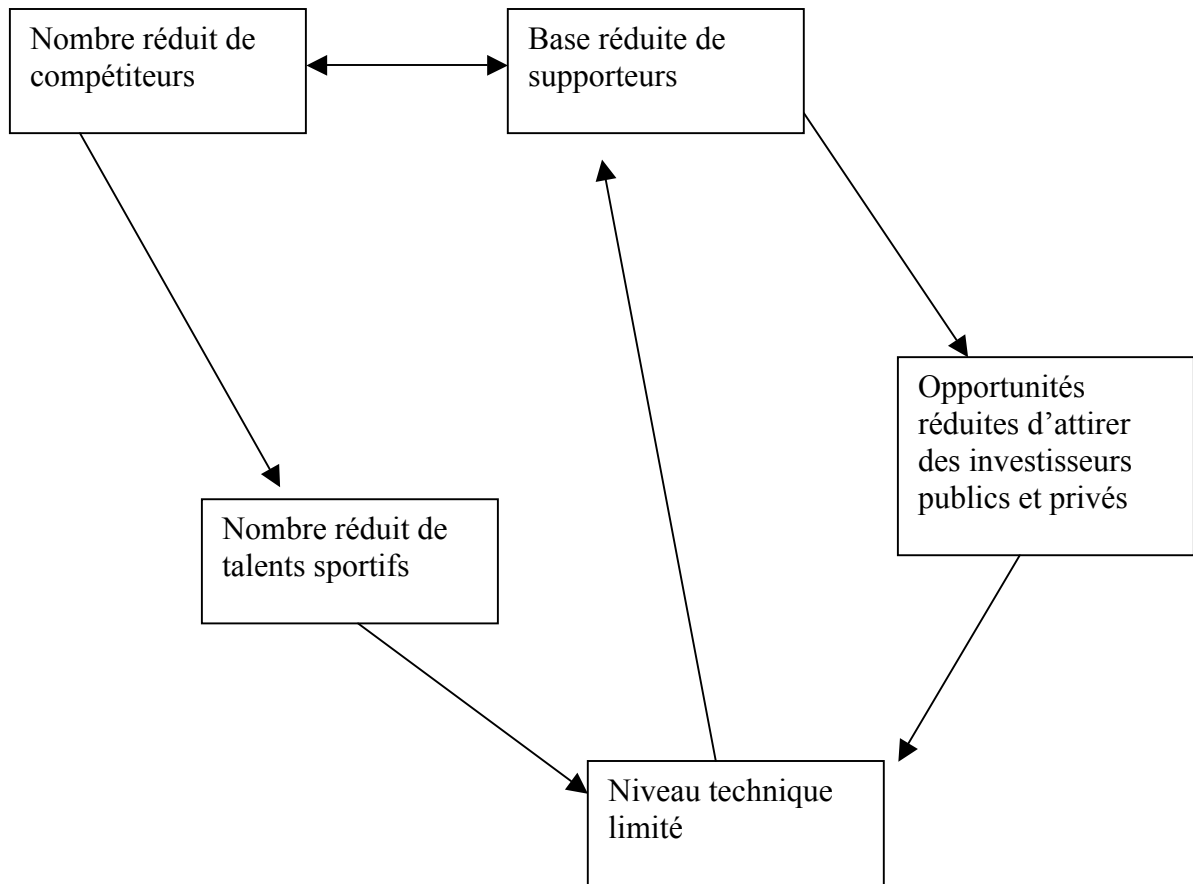 Nombre réduit de
compétiteurs
Base réduite de
supporteurs
Opportunités
réduites d’attirer
des investisseurs
publics et privés
Nombre réduit de
talents sportifs
Niveau technique
limité